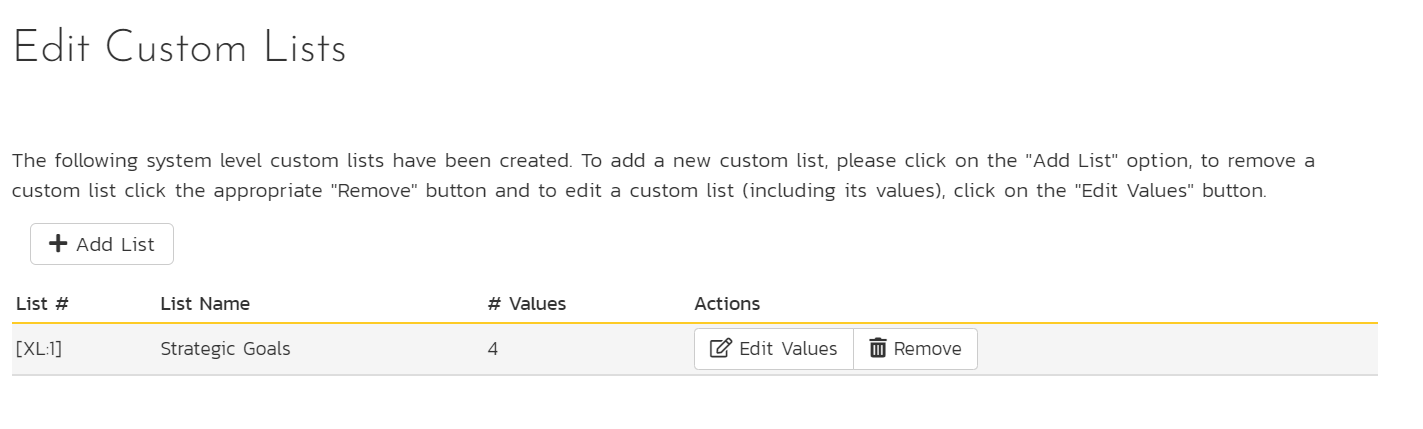 Edit Custom Lists
The following system level custom lists have been created. To add a new custom list, please click on the "Add List" option, to remove a
custom list click the appropriate "Remove" button and to edit a custom list (including its values), click on the "Edit Values" button.
Add List
List # List Name # Values Actions
[XL:1] Strategic Goals 4 Edit Values Remove